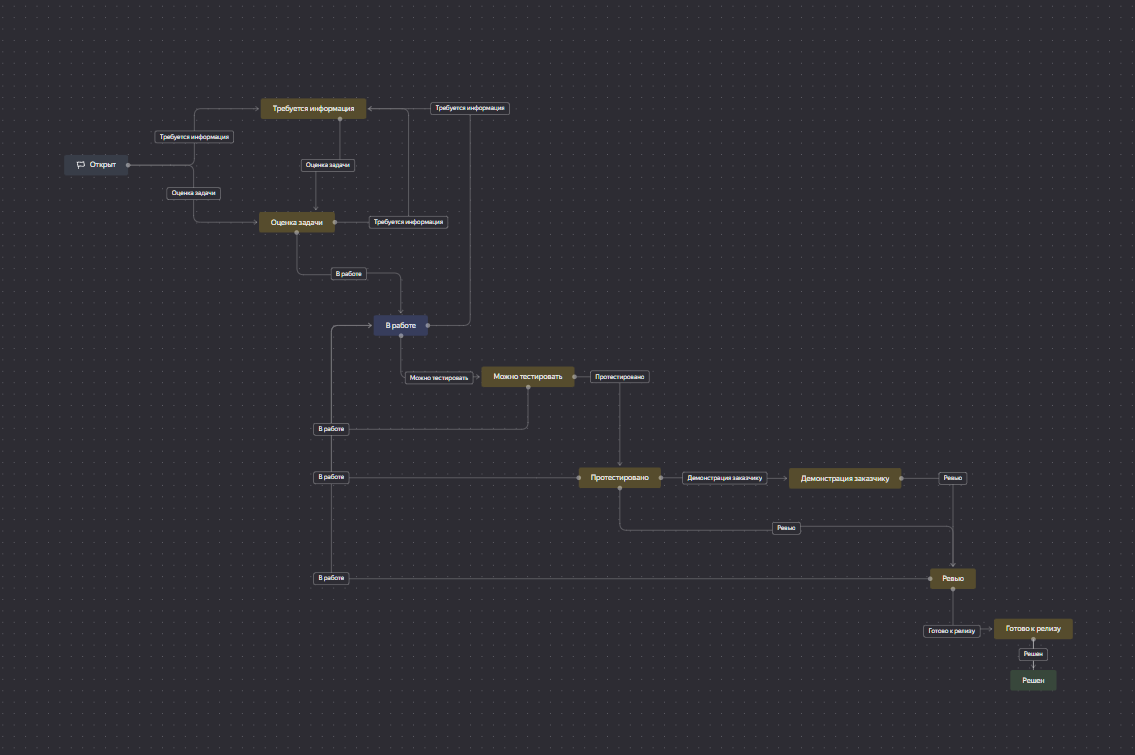 Требуется информация
Требуется информация
Требуется информация
Открыт
Оценка задачи
Оценка задачи
Оценка задачи
Требуется информация
В работе
В работе
Можно тестировать
Можно тестировать
Протестировано
В работе
В работе
Протестировано
Демонстрация заказчику
Демонстрация заказчику
Ревью
Ревью
В работе
Ревью
Готово к релизу
Готово к релизу
Решен
Решен